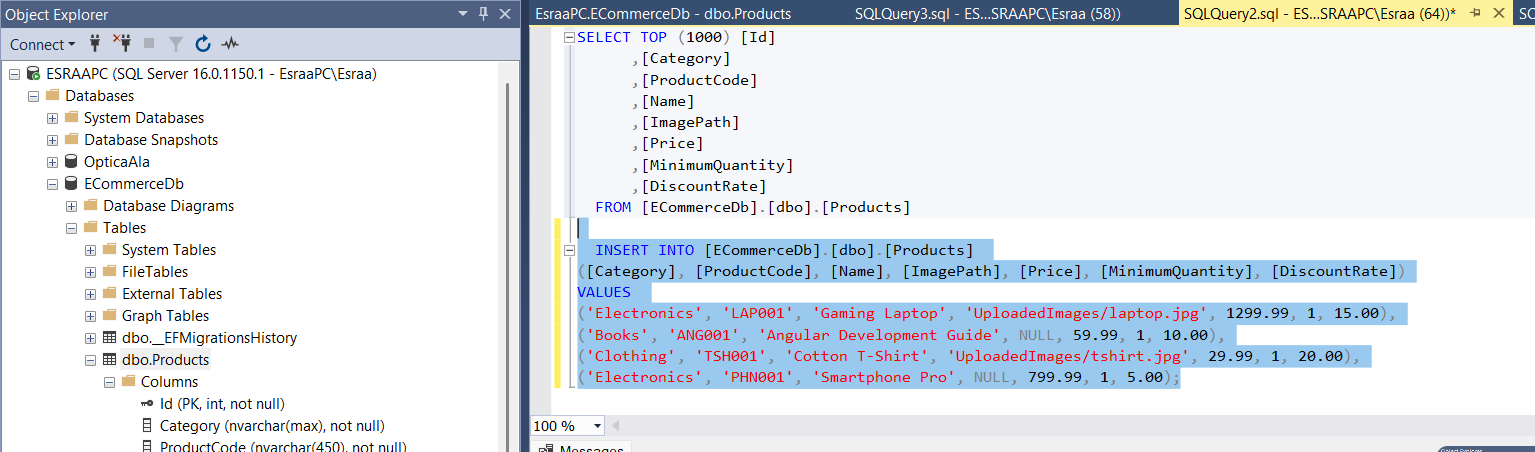 Object Explorer
Connect
ESRAAPC (SQL Server 16.0.1150.1 - EsraaPC\Esraa)
Databases
System Databases
Database Snapshots
OpticaAla
ECommerceDb
Database Diagrams
Tables
System Tables
FileTables
External Tables
Graph Tables
dbo.__EFMigrationsHistory
dbo.Products
Columns
Id (PK, int, not null)
Category (nvarchar(max), not null)
ProductCode (nvarchar(450), not null)
EsraaPC.ECommerceDb - dbo.Products
SQLQuery3.sql - ES...SRAAPC\Esraa (58))
SQLQuery2.sql - ES...SRAAPC\Esraa (64))*
SELECT TOP (1000) [Id]
,[Category]
,[ProductCode]
,[Name]
,[ImagePath]
,[Price]
,[MinimumQuantity]
,[DiscountRate]
FROM [ECommerceDb].[dbo].[Products]
INSERT INTO [ECommerceDb].[dbo].[Products]
([Category], [ProductCode], [Name], [ImagePath], [Price], [MinimumQuantity], [DiscountRate])
VALUES
('Electronics', 'LAP001', 'Gaming Laptop', 'UploadedImages/laptop.jpg', 1299.99, 1, 15.00),
('Books', 'ANG001', 'Angular Development Guide', NULL, 59.99, 1, 10.00),
('Clothing', 'TSH001', 'Cotton T-Shirt', 'UploadedImages/tshirt.jpg', 29.99, 1, 20.00),
('Electronics', 'PHN001', 'Smartphone Pro', NULL, 799.99, 1, 5.00);
100 %
Messages
Object Explorer